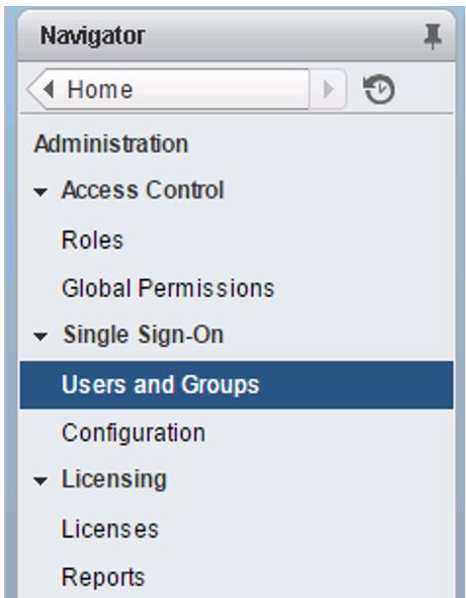 Navigator
Home
Administration
Access Control
Roles
Global Permissions
Single Sign-On
Users and Groups
Configuration
Licensing
Licenses
Reports